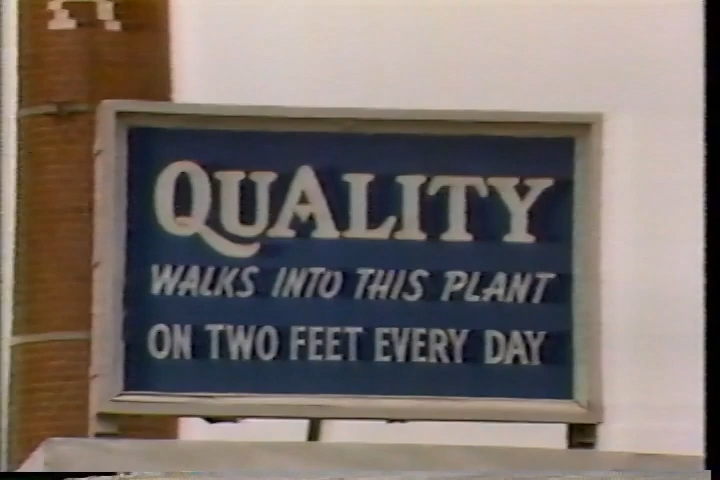 QUALITY
WALKS INTO THIS PLANT
ON TWO FEET EVERY DAY